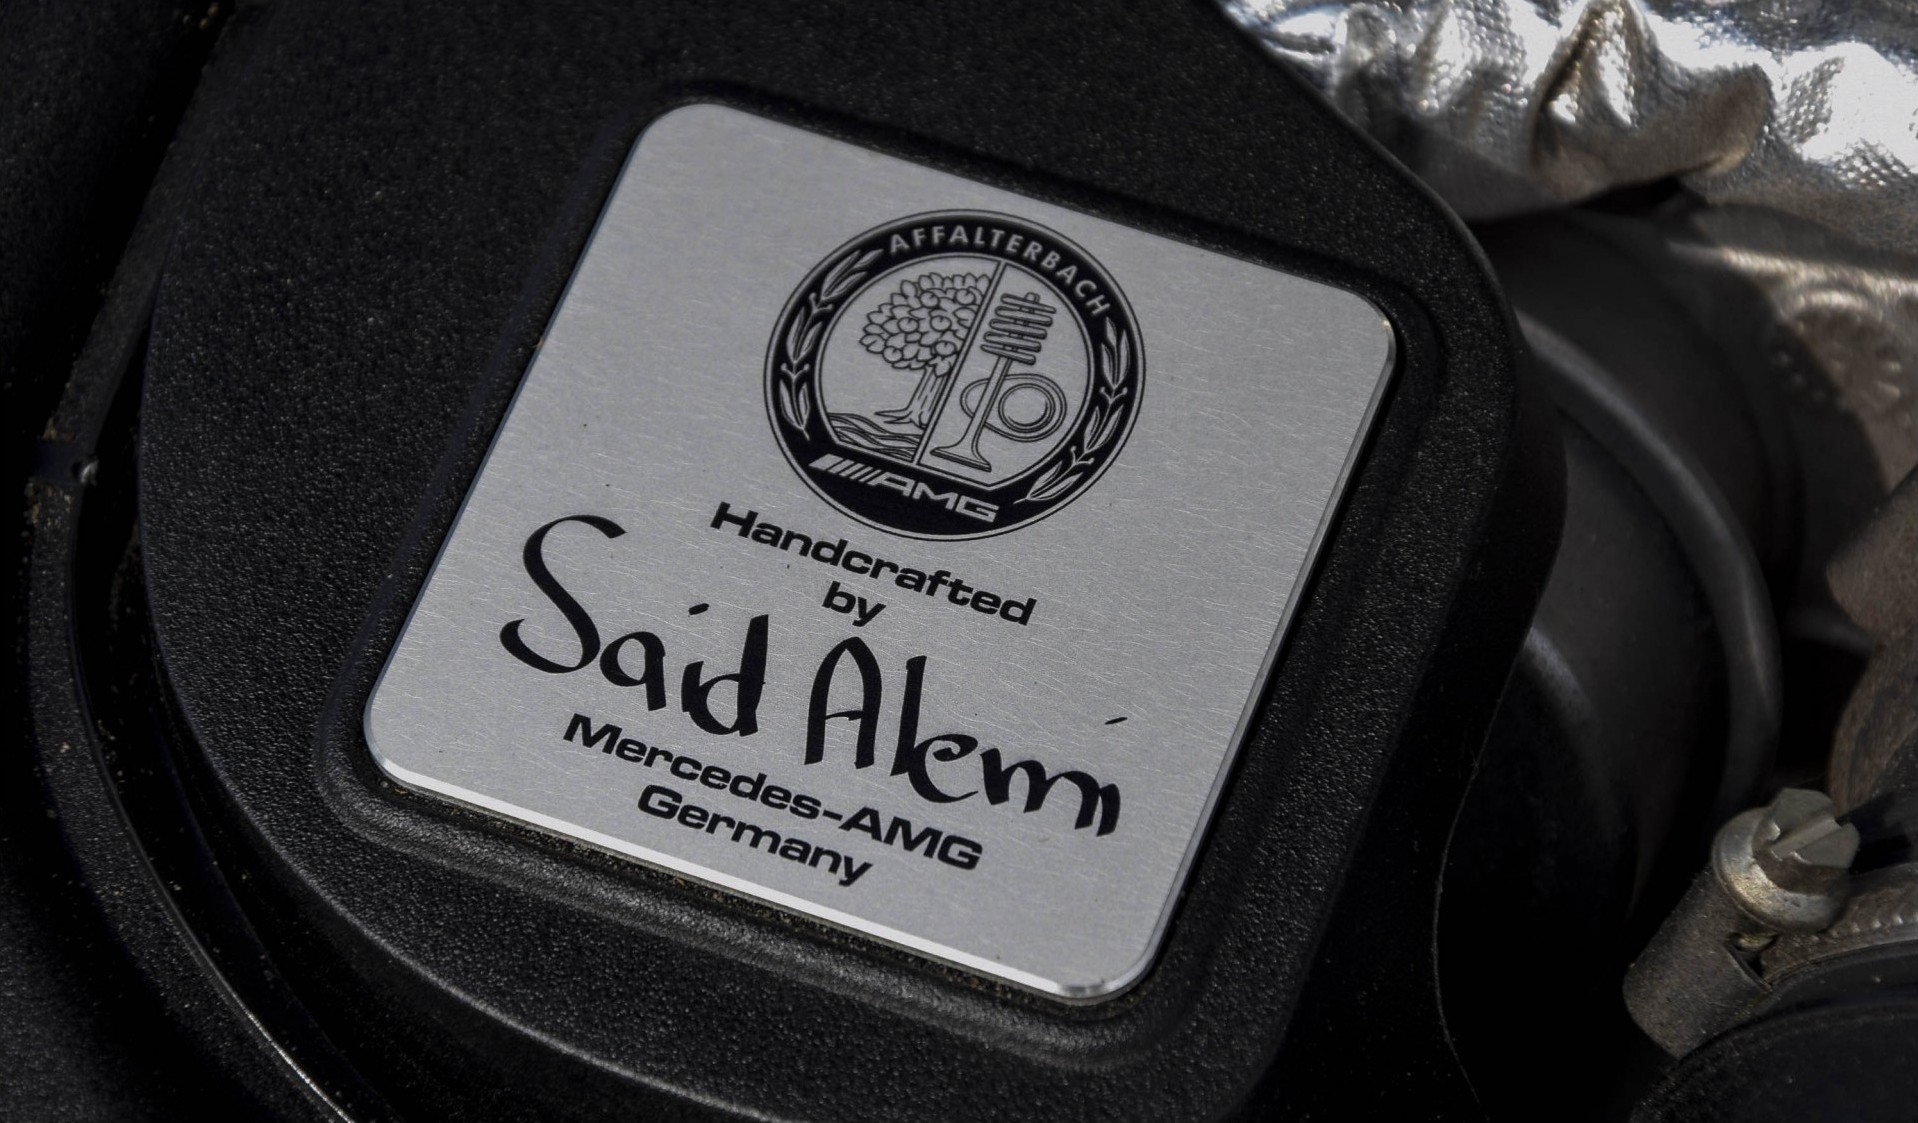 AFFALTERBACH
AMG
Handcrafted
by
Said Alemi
Mercedes-AMG
Germany